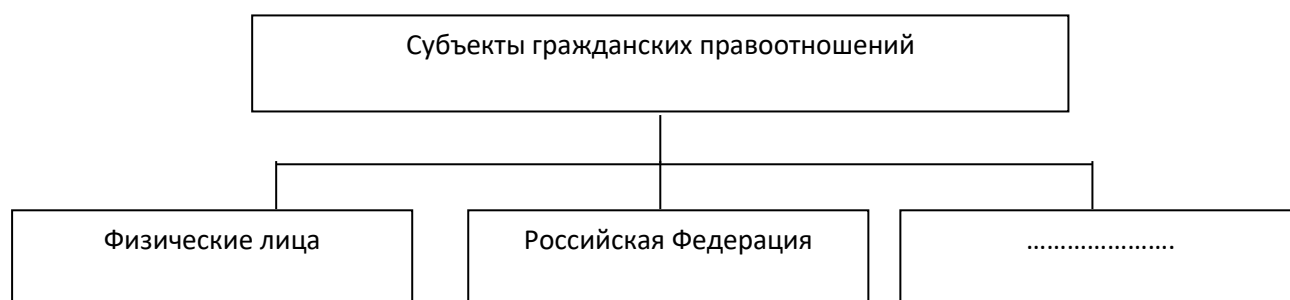 Субъекты гражданских правоотношений
Физические лица
Российская Федерация
………………….